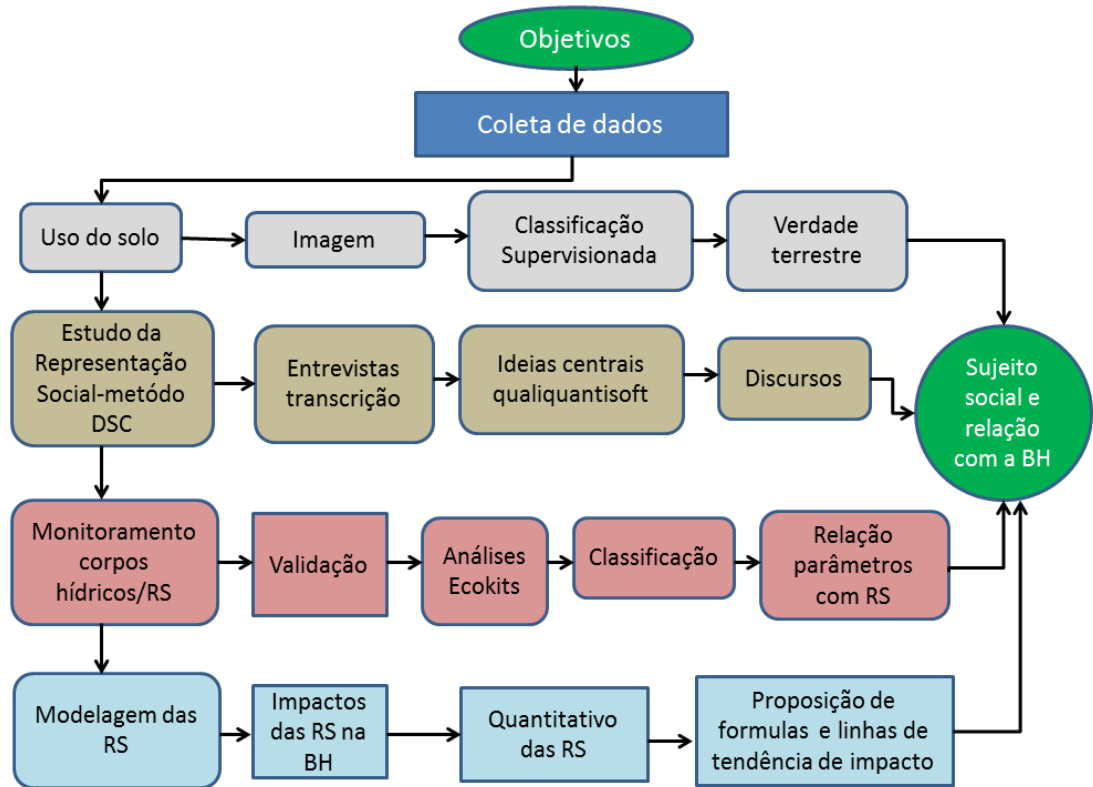 Objetivos
Coleta de dados
Uso do solo
Imagem
Classificação
Supervisionada
Verdade
terrestre
Estudo da
Representação
Social-metódo
DSC
Entrevistas
transcrição
Ideias centrais
qualiquantisoft
Discursos
Sujeito
social e
relação
com a BH
Monitoramento
corpos
hídricos/RS
Validação
Análises
Ecokits
Classificação
Relação
parâmetros
com RS
Modelagem das
RS
Impactos
das RS na
BH
Quantitativo
das RS
Proposição de
formulas e linhas de
tendência de impacto